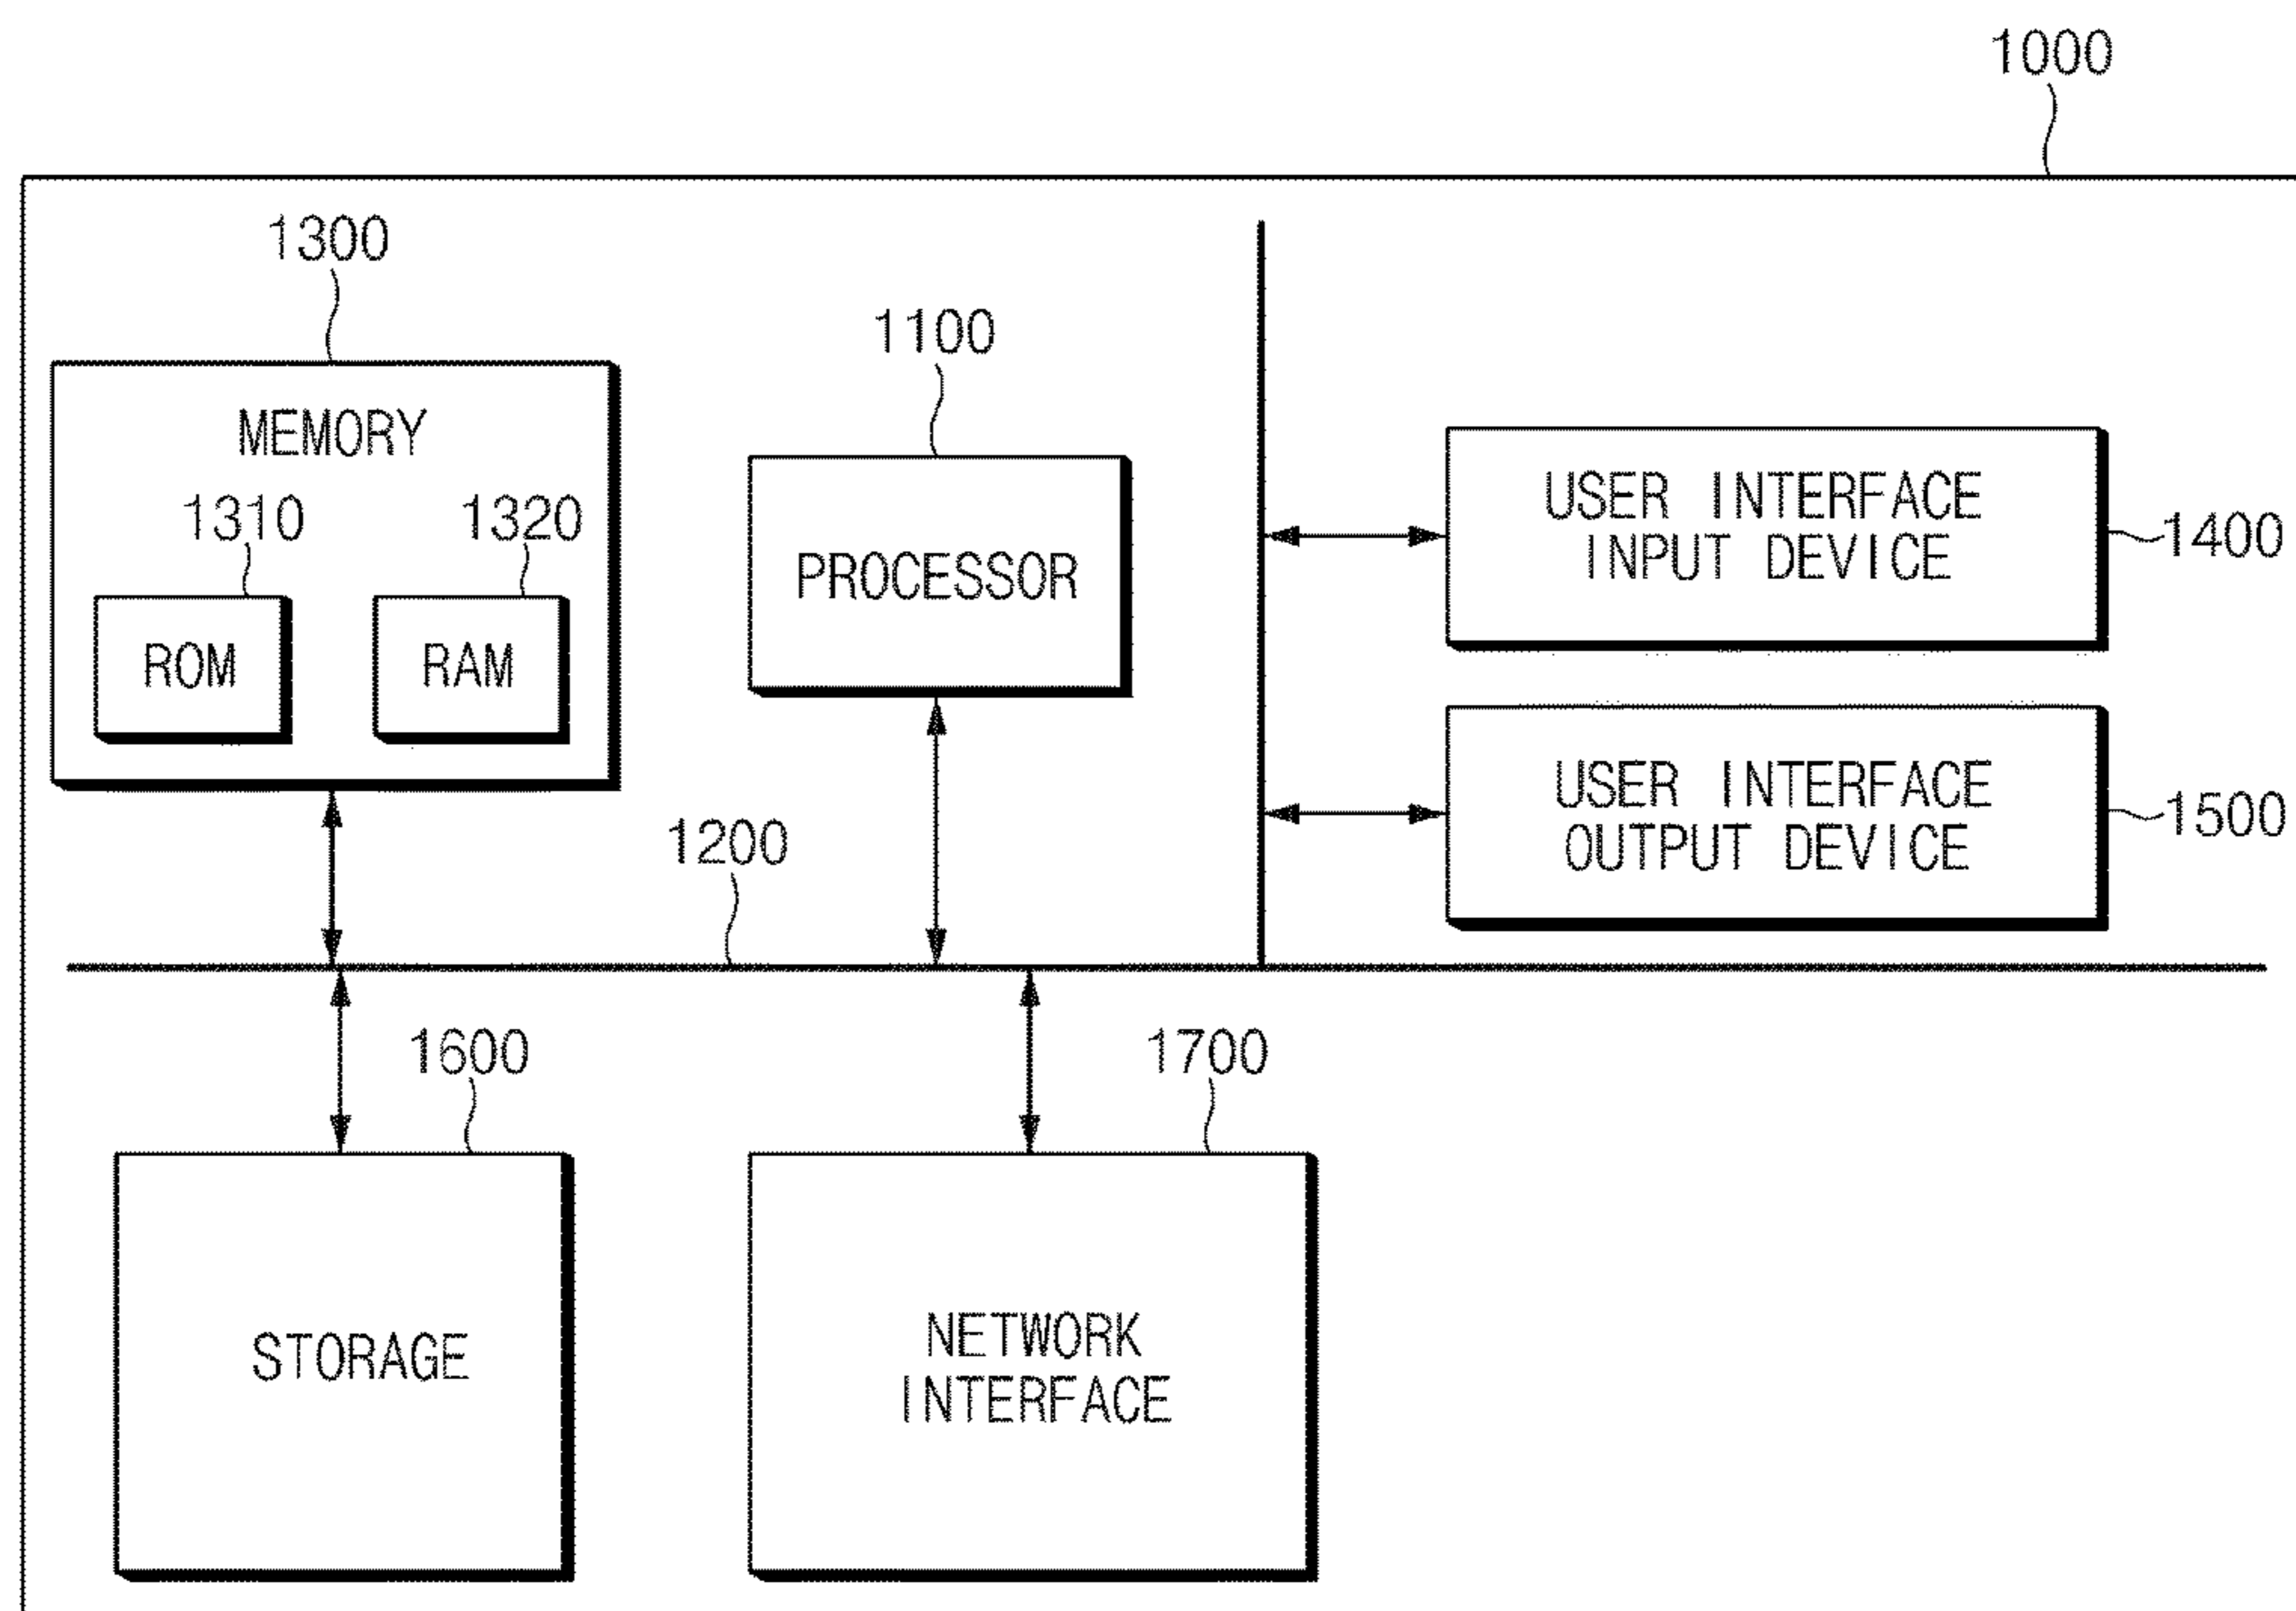 1000
1300
1100
MEMORY
1310
1320
ROM
RAM
PROCESSOR
USER INTERFACE
INPUT DEVICE
1400
USER INTERFACE
OUTPUT DEVICE
1500
1200
1600
1700
STORAGE
NETWORK
INTERFACE